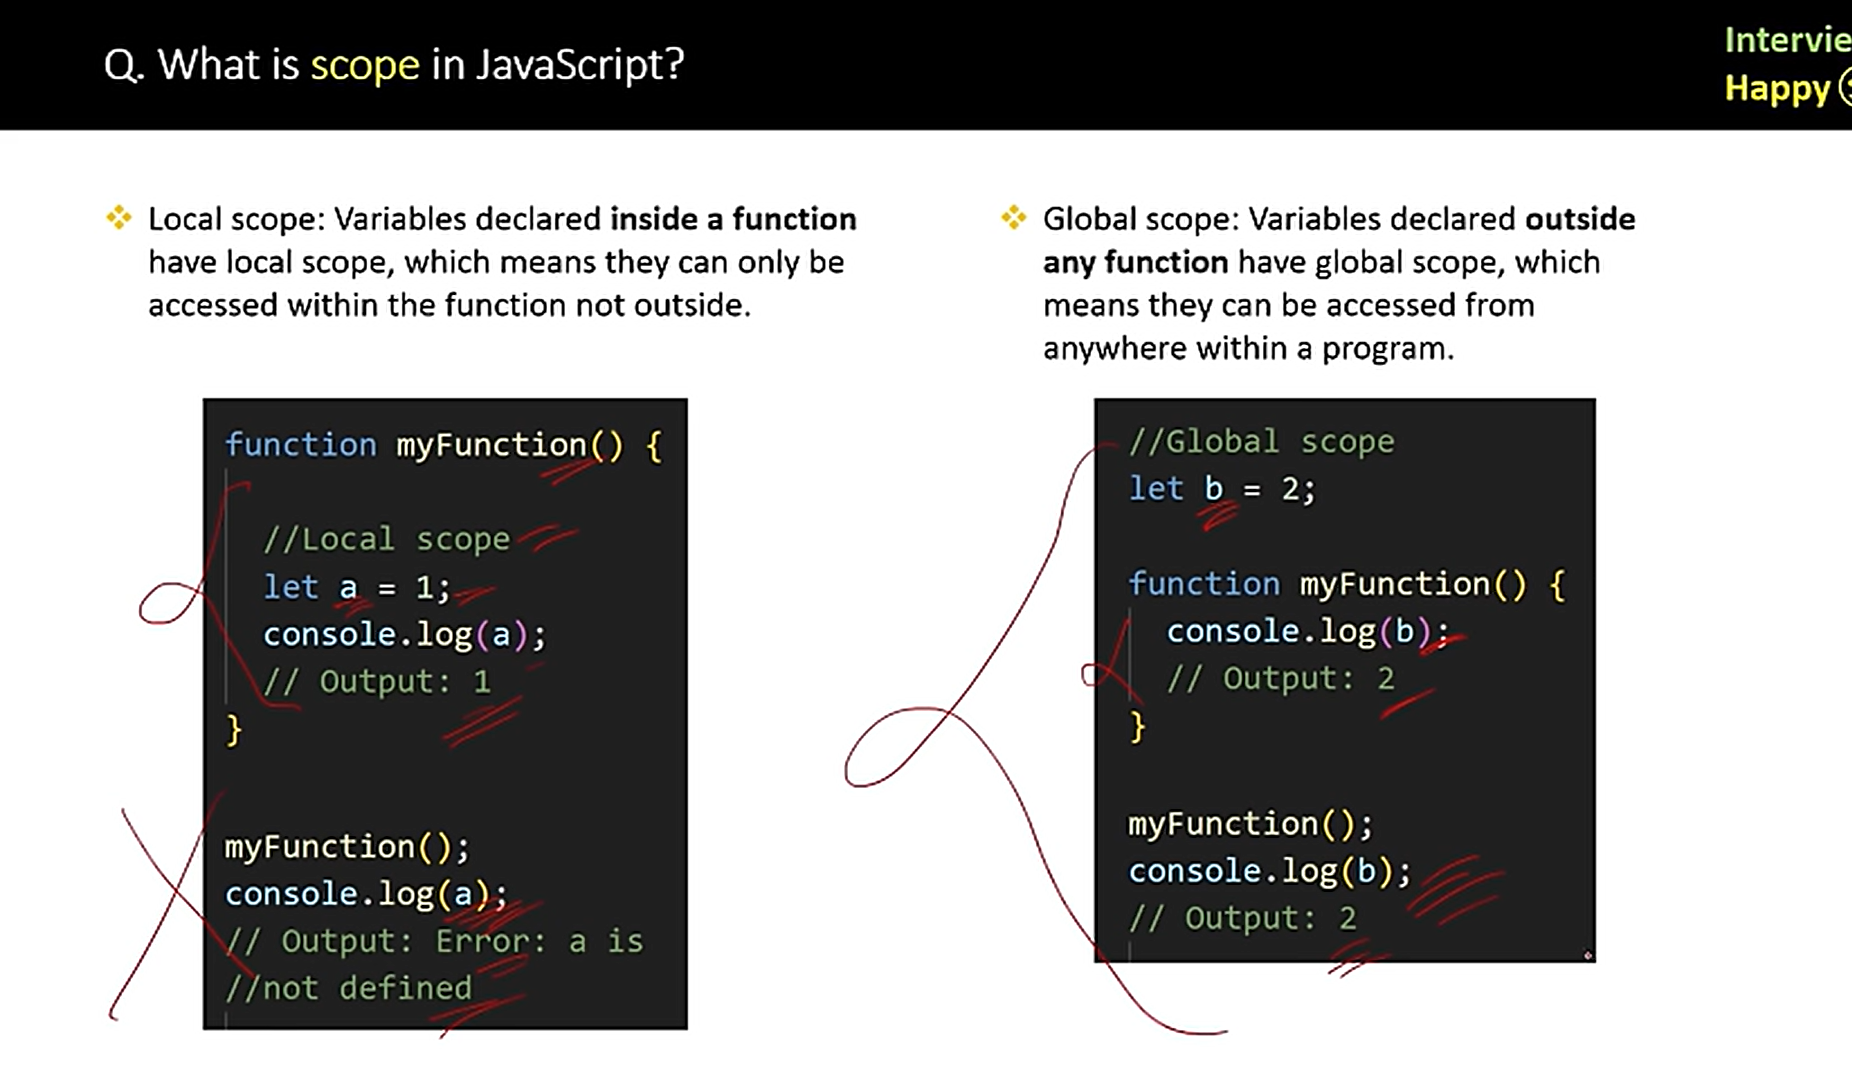 Q. What is scope in JavaScript?
Intervie
Happy
❖ Local scope: Variables declared inside a function
have local scope, which means they can only be
accessed within the function not outside.
function myFunction() {
//Local scope
let a = 1;
console.log(a);
// Output: 1
}
myFunction();
console.log(a);
// Output: Error: a is
//not defined
❖ Global scope: Variables declared outside
any function have global scope, which
means they can be accessed from
anywhere within a program.
//Global scope
let b = 2;
function myFunction() {
console.log(b);
// Output: 2
}
myFunction();
console.log(b);
// Output: 2